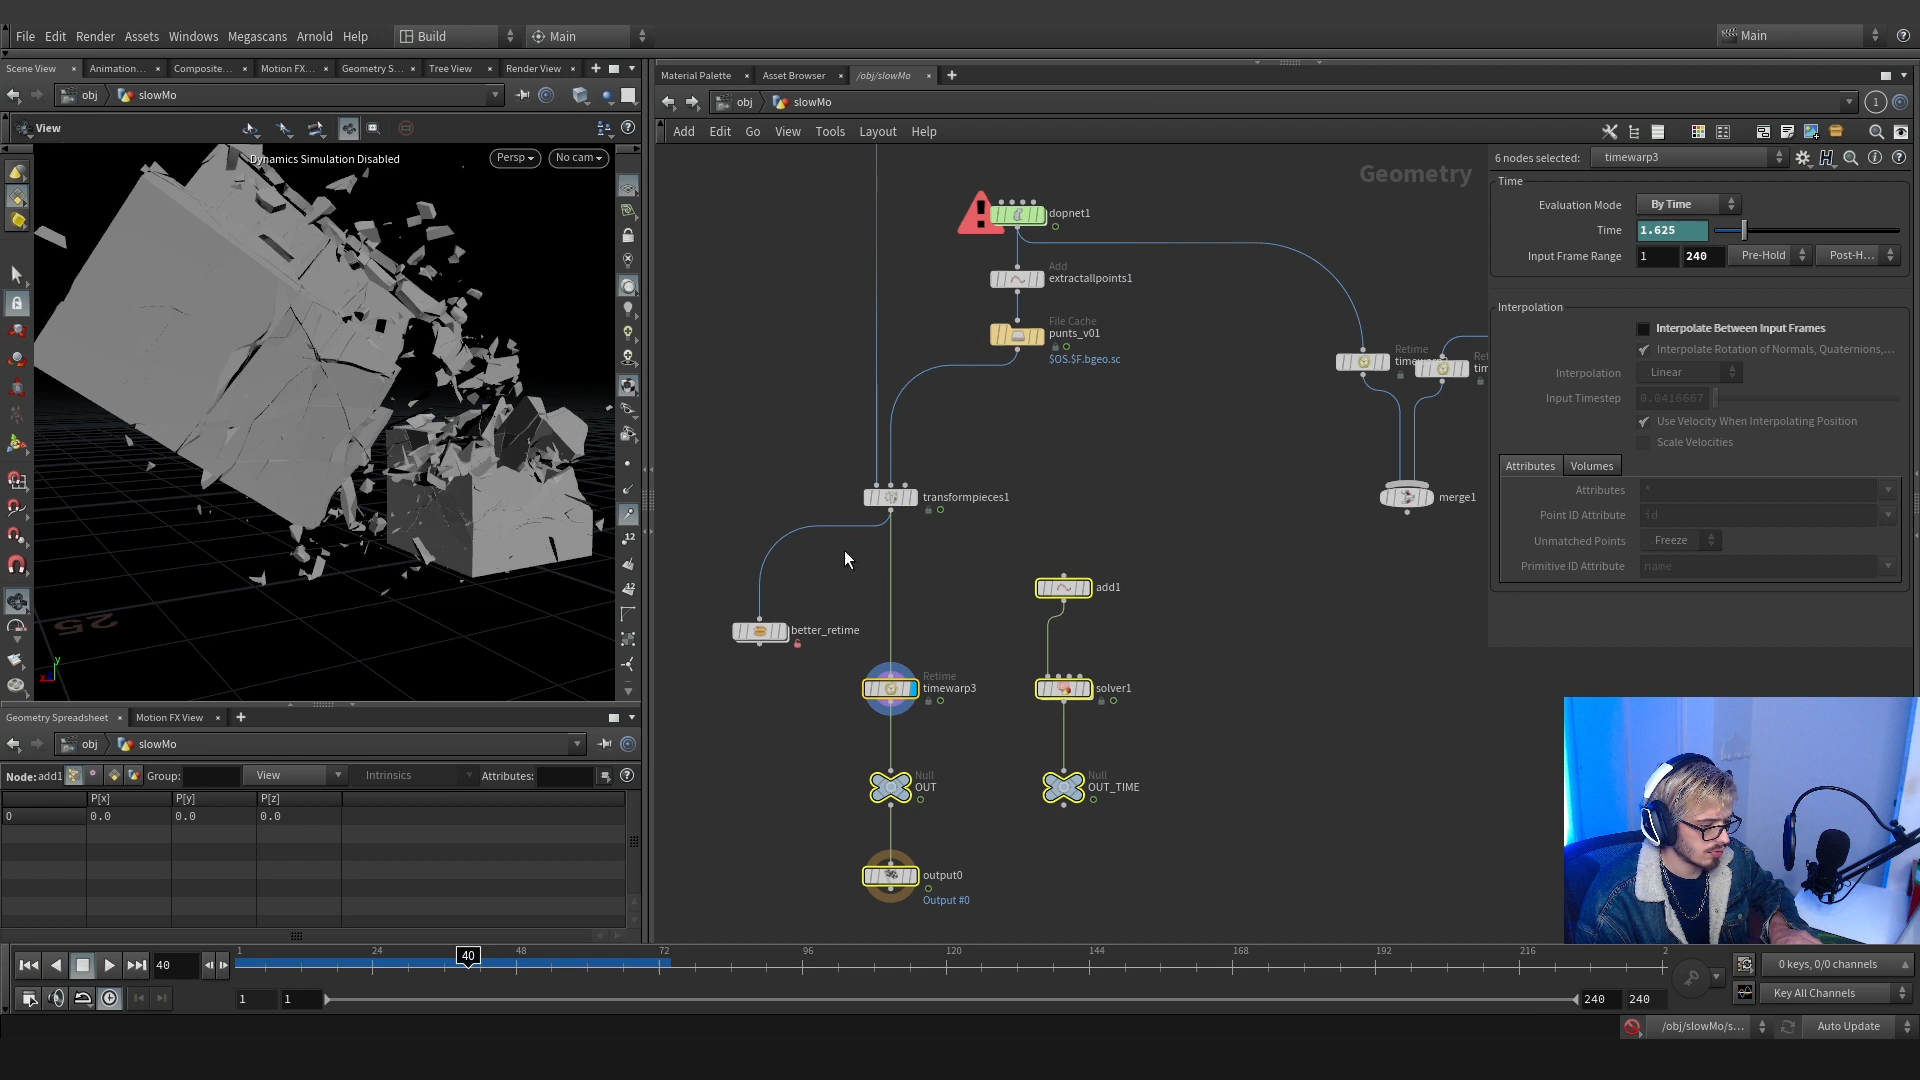 File Edit Render Assets Windows Megascans Arnold Help Build Main Main
Scene View Animation... Composite... Motion FX... Geometry S... Tree View Render View
obj slowMo
View
Dynamics Simulation Disabled
Persp No cam
25
y
x
12
12
Geometry Spreadsheet Motion FX View
obj slowMo
Node: add1 Group: View Intrinsics Attributes:
P[x] P[y] P[z]
0 0.0 0.0 0.0
Material Palette Asset Browser /obj/slowMo
obj slowMo 1
Add Edit Go View Tools Layout Help
Geometry
dopnet1
Add
extractallpoints1
File Cache
punts_v01
$OS.$F.bgeo.sc
Retime
transformpieces1
merge1
add1
better_retime
Retime
timewarp3
solver1
Null
OUT
Null
OUT_TIME
output0
Output #0
6 nodes selected: timewarp3
Time
Evaluation Mode By Time
Time 1.625
Input Frame Range 1 240 Pre-Hold Post-H...
Interpolation
Interpolate Between Input Frames
Interpolate Rotation of Normals, Quaternions,...
Interpolation Linear
Input Timestep 0.0416667
Use Velocity When Interpolating Position
Scale Velocities
Attributes Volumes
Attributes *
Point ID Attribute id
Unmatched Points Freeze
Primitive ID Attribute name
40
1 24 40 48 72 96 120 144 168 192 216 2
1 1 240 240
0 keys, 0/0 channels
Key All Channels
/obj/slowMo/s... Auto Update